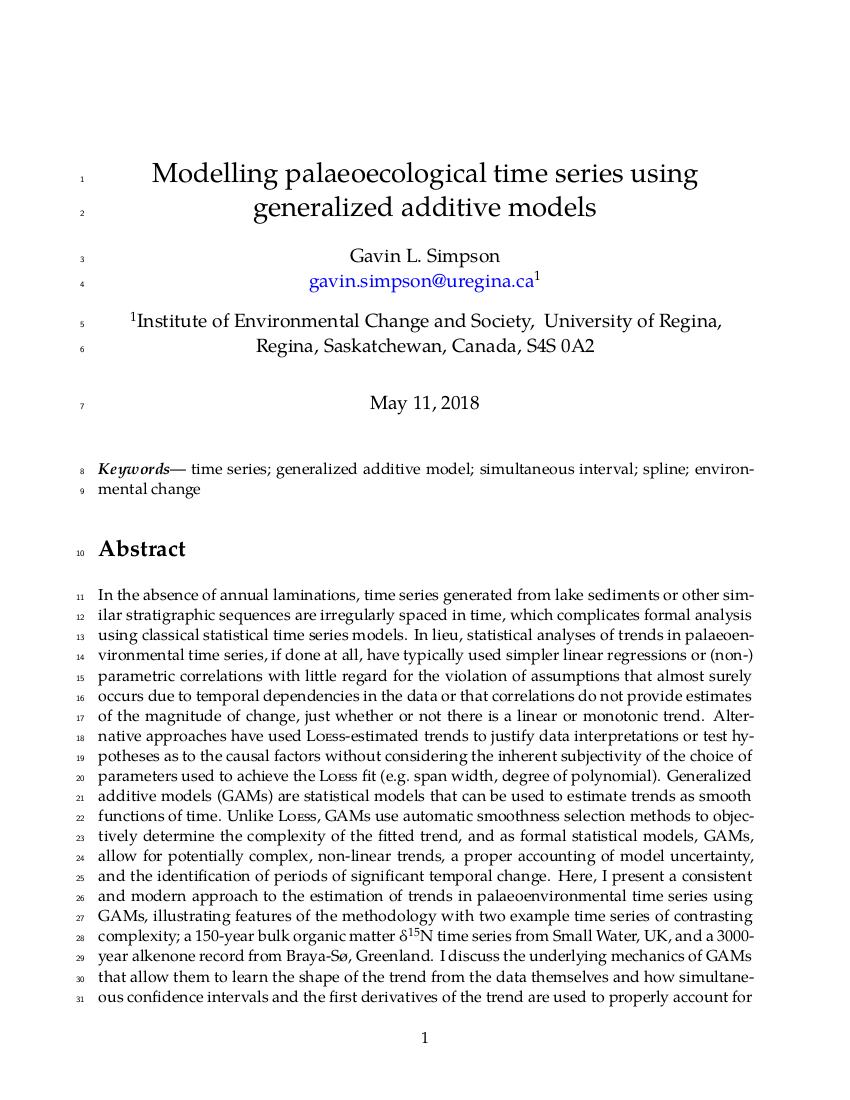 1 Modelling palaeoecological time series using
2 generalized additive models
3 Gavin L. Simpson
4 gavin.simpson@uregina.ca¹
5 ¹Institute of Environmental Change and Society, University of Regina,
6 Regina, Saskatchewan, Canada, S4S 0A2
7 May 11, 2018
8 Keywords— time series; generalized additive model; simultaneous interval; spline; environ-
9 mental change
10 Abstract
11 In the absence of annual laminations, time series generated from lake sediments or other sim-
12 ilar stratigraphic sequences are irregularly spaced in time, which complicates formal analysis
13 using classical statistical time series models. In lieu, statistical analyses of trends in palaeoen-
14 vironmental time series, if done at all, have typically used simpler linear regressions or (non-)
15 parametric correlations with little regard for the violation of assumptions that almost surely
16 occurs due to temporal dependencies in the data or that correlations do not provide estimates
17 of the magnitude of change, just whether or not there is a linear or monotonic trend. Alter-
18 native approaches have used Loess-estimated trends to justify data interpretations or test hy-
19 potheses as to the causal factors without considering the inherent subjectivity of the choice of
20 parameters used to achieve the Loess fit (e.g. span width, degree of polynomial). Generalized
21 additive models (GAMs) are statistical models that can be used to estimate trends as smooth
22 functions of time. Unlike Loess, GAMs use automatic smoothness selection methods to objec-
23 tively determine the complexity of the fitted trend, and as formal statistical models, GAMs,
24 allow for potentially complex, non-linear trends, a proper accounting of model uncertainty,
25 and the identification of periods of significant temporal change. Here, I present a consistent
26 and modern approach to the estimation of trends in palaeoenvironmental time series using
27 GAMs, illustrating features of the methodology with two example time series of contrasting
28 complexity; a 150-year bulk organic matter δ¹⁵N time series from Small Water, UK, and a 3000-
29 year alkenone record from Braya-Sø, Greenland. I discuss the underlying mechanics of GAMs
30 that allow them to learn the shape of the trend from the data themselves and how simultane-
31 ous confidence intervals and the first derivatives of the trend are used to properly account for
1